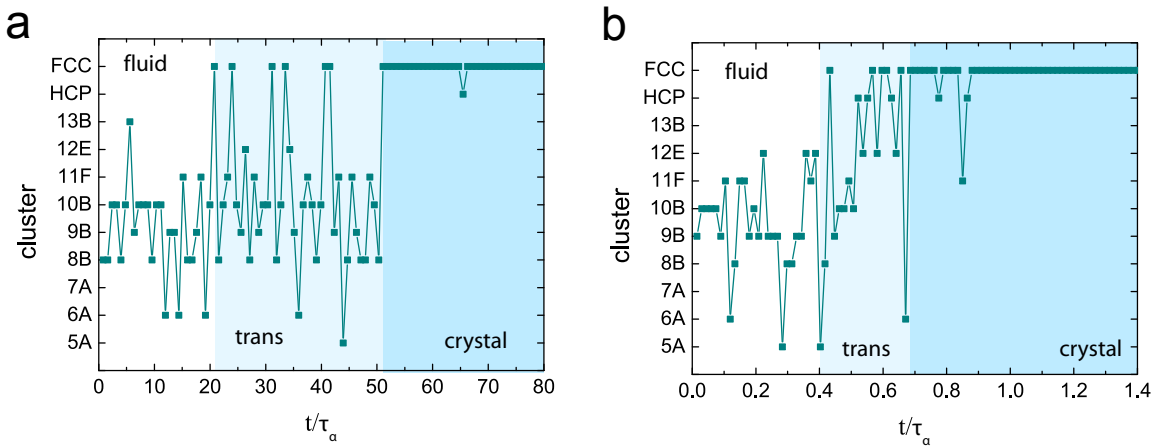 a
fluid
trans
crystal
cluster
FCC
HCP
13B
12E
11F
10B
9B
8B
7A
6A
5A
0 10 20 30 40 50 60 70 80
t/τα
b
fluid
trans
crystal
cluster
FCC
HCP
13B
12E
11F
10B
9B
8B
7A
6A
5A
0.0 0.2 0.4 0.6 0.8 1.0 1.2 1.4
t/τα